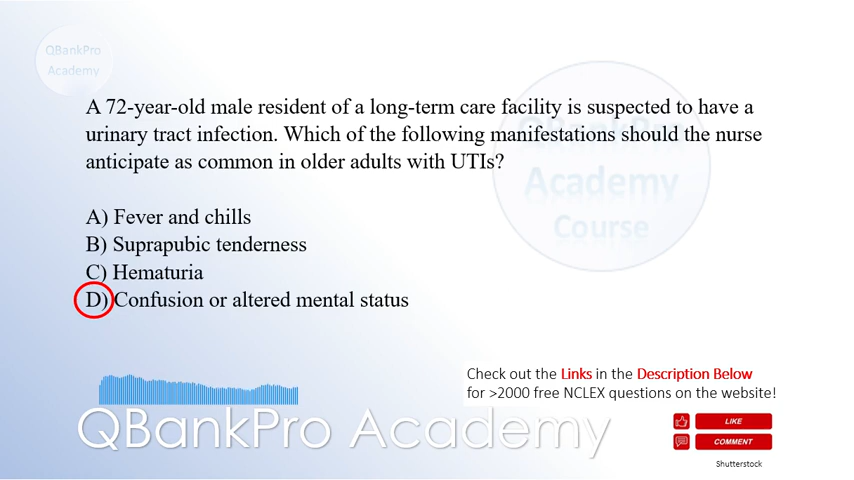 QBankPro
Academy
A 72-year-old male resident of a long-term care facility is suspected to have a
urinary tract infection. Which of the following manifestations should the nurse
anticipate as common in older adults with UTIs?
QBankPro
Academy
Course
A) Fever and chills
B) Suprapubic tenderness
C) Hematuria
D) Confusion or altered mental status
Check out the Links in the Description Below
for >2000 free NCLEX questions on the website!
QBankPro Academy
LIKE
COMMENT
Shutterstock